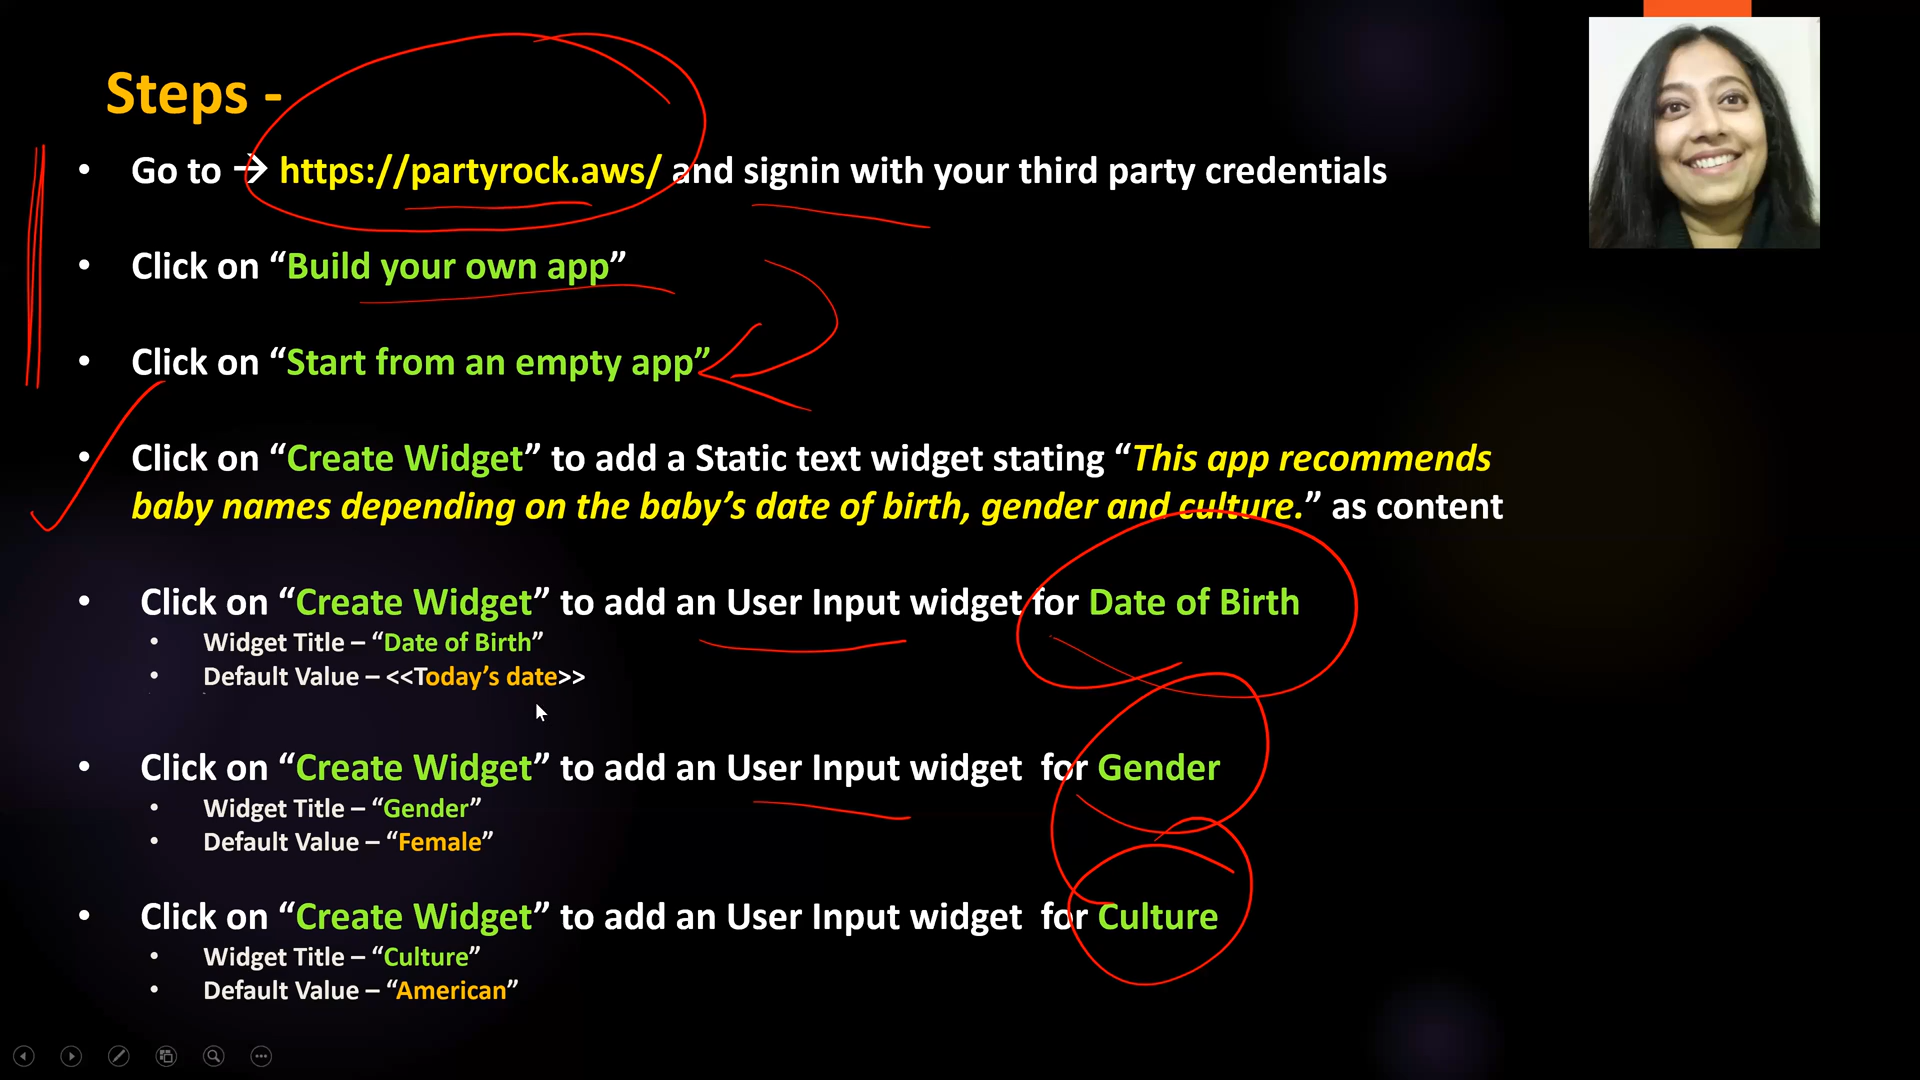 Steps -
• Go to → https://partyrock.aws/ and signin with your third party credentials
• Click on “Build your own app”
• Click on “Start from an empty app”
• Click on “Create Widget” to add a Static text widget stating “This app recommends
baby names depending on the baby’s date of birth, gender and culture.” as content
• Click on “Create Widget” to add an User Input widget for Date of Birth
• Widget Title – “Date of Birth”
• Default Value – <<Today’s date>>
• Click on “Create Widget” to add an User Input widget for Gender
• Widget Title – “Gender”
• Default Value – “Female”
• Click on “Create Widget” to add an User Input widget for Culture
• Widget Title – “Culture”
• Default Value – “American”